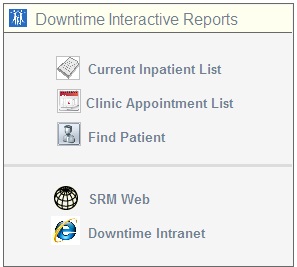 Downtime Interactive Reports
Current Inpatient List
Clinic Appointment List
Find Patient
SRM Web
Downtime Intranet